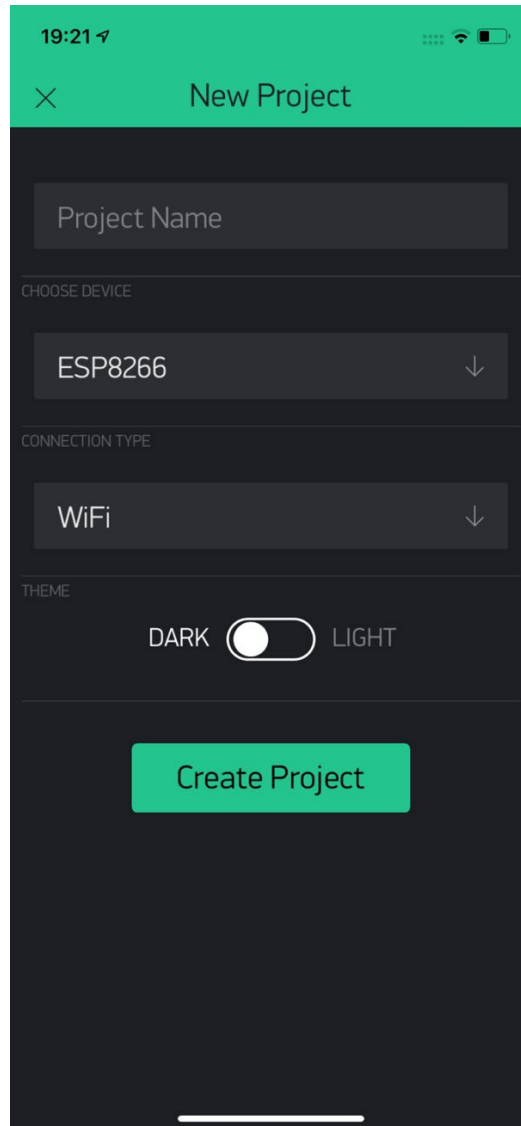 19:21
New Project
Project Name
CHOOSE DEVICE
ESP8266
CONNECTION TYPE
WiFi
THEME
DARK LIGHT
Create Project